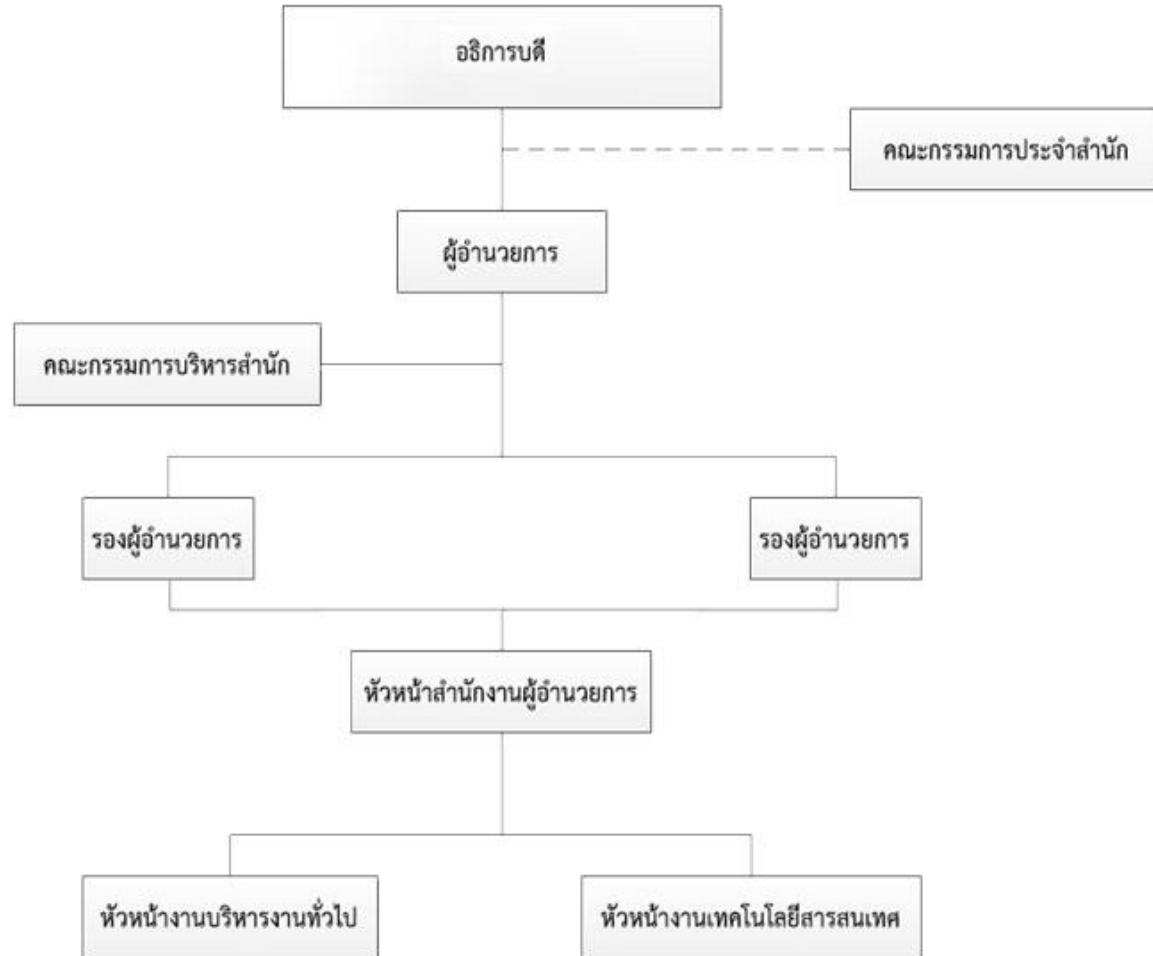 อธิการบดี
คณะกรรมการประจำสำนัก
ผู้อำนวยการ
คณะกรรมการบริหารสำนัก
รองผู้อำนวยการ
รองผู้อำนวยการ
หัวหน้าสำนักงานผู้อำนวยการ
หัวหน้างานบริหารงานทั่วไป
หัวหน้างานเทคโนโลยีสารสนเทศ